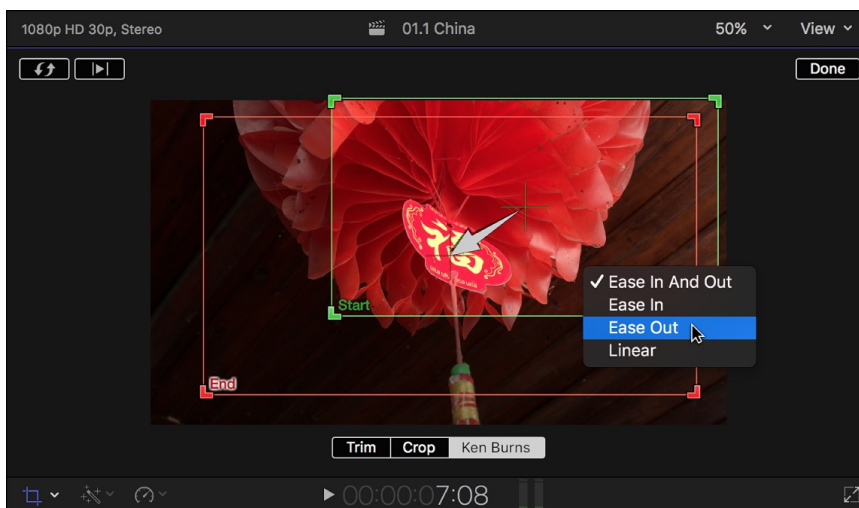 1080p HD 30p, Stereo
01.1 China
50%
View
Done
福
Start
End
✓ Ease In And Out
Ease In
Ease Out
Linear
Trim
Crop
Ken Burns
00:00:07:08